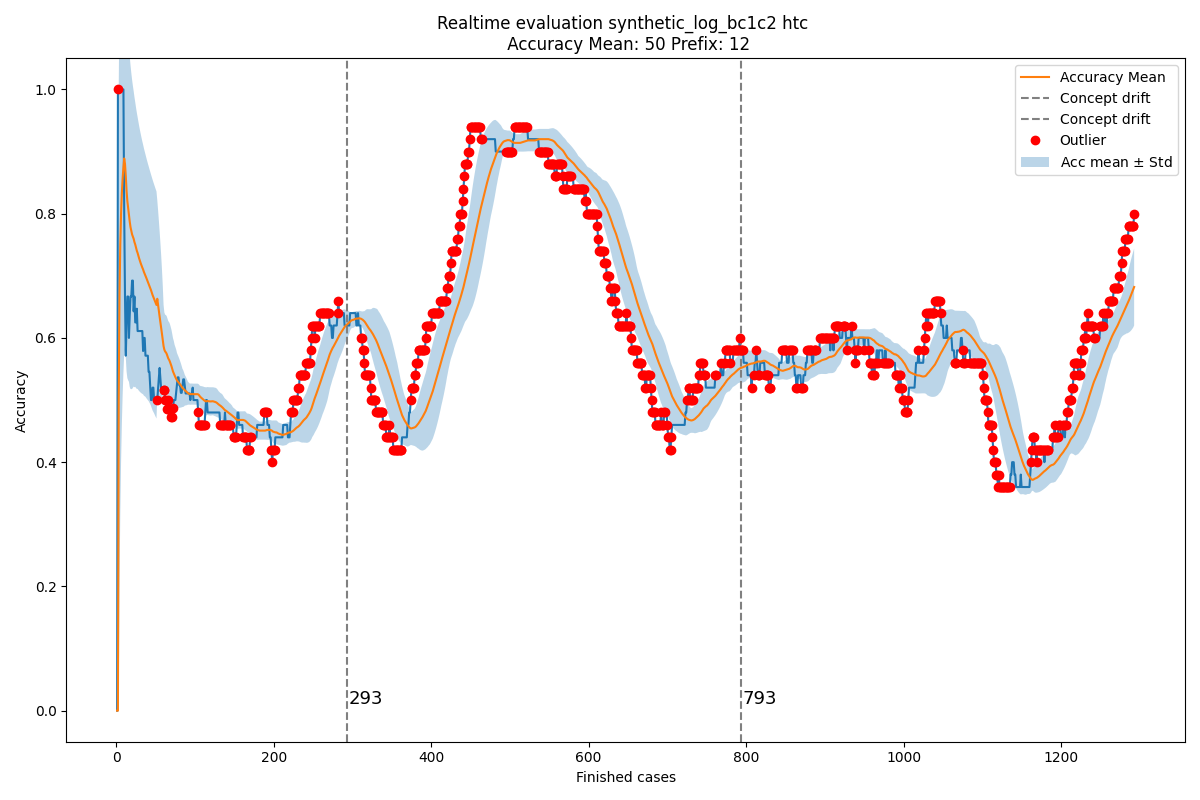 Realtime evaluation synthetic_log_bc1c2 htc
Accuracy Mean: 50 Prefix: 12
Accuracy Mean
Concept drift
Concept drift
Outlier
Acc mean ± Std
Accuracy
1.0
0.8
0.6
0.4
0.2
0.0
293
793
0
200
400
600
800
1000
1200
Finished cases